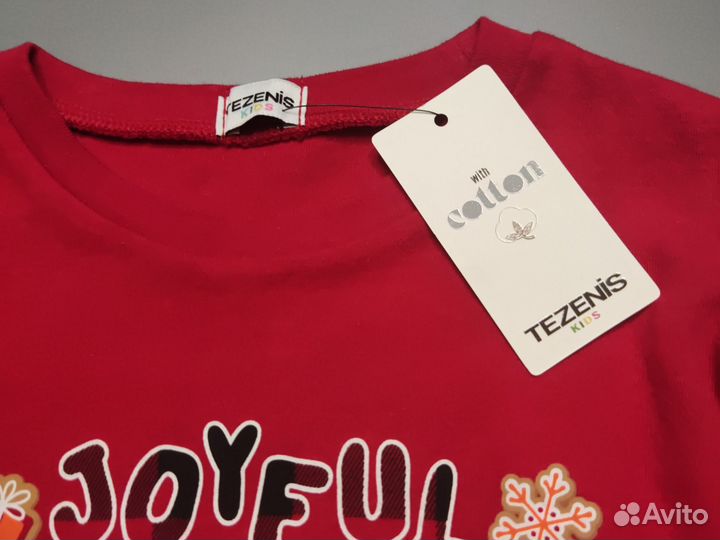 TEZENIS
KIDS
with
cotton
TEZENIS
KIDS
JOYFUL
Avito